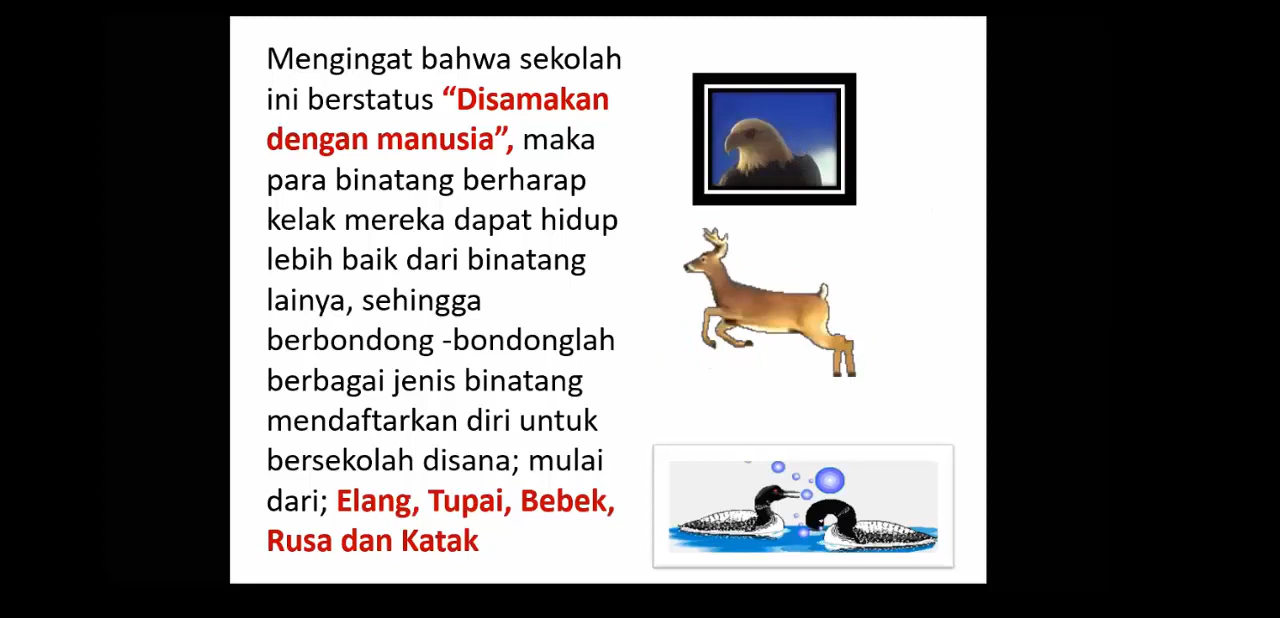 Mengingat bahwa sekolah
ini berstatus “Disamakan
dengan manusia”, maka
para binatang berharap
kelak mereka dapat hidup
lebih baik dari binatang
lainya, sehingga
berbondong -bondonglah
berbagai jenis binatang
mendaftarkan diri untuk
bersekolah disana; mulai
dari; Elang, Tupai, Bebek,
Rusa dan Katak